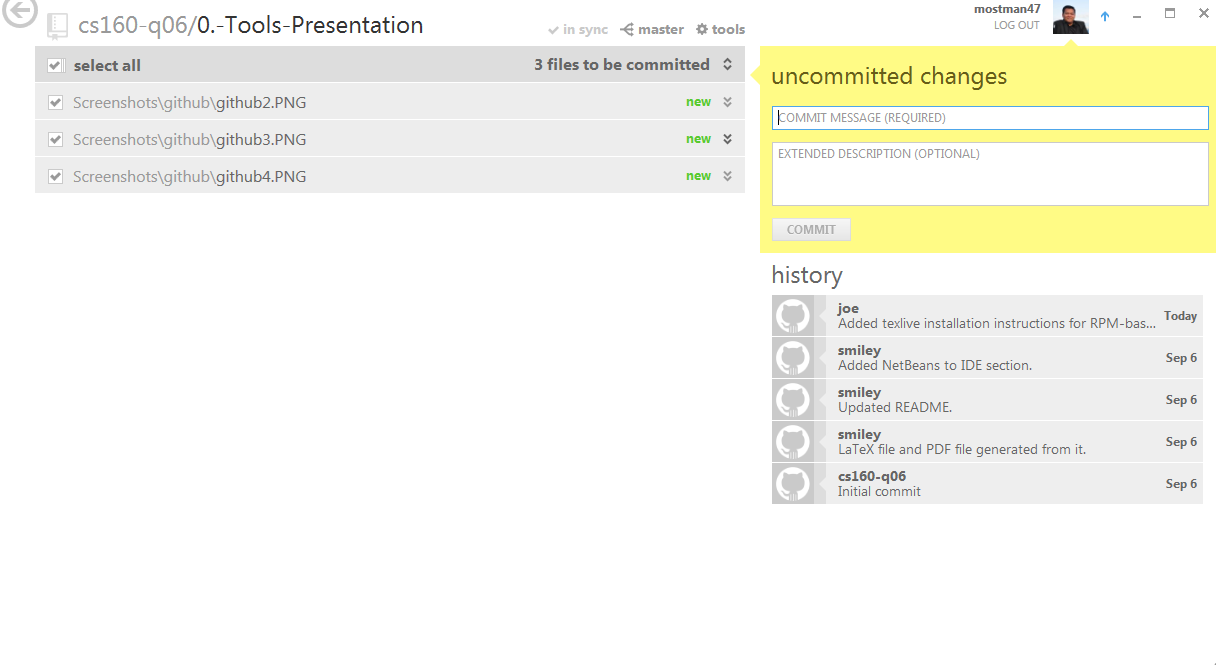 cs160-q06/0.-Tools-Presentation
in sync master tools
mostman47
LOG OUT
select all 3 files to be committed
Screenshots\github\github2.PNG new
Screenshots\github\github3.PNG new
Screenshots\github\github4.PNG new
uncommitted changes
COMMIT MESSAGE (REQUIRED)
EXTENDED DESCRIPTION (OPTIONAL)
COMMIT
history
joe
Added texlive installation instructions for RPM-bas... Today
smiley
Added NetBeans to IDE section. Sep 6
smiley
Updated README. Sep 6
smiley
LaTeX file and PDF file generated from it. Sep 6
cs160-q06
Initial commit Sep 6